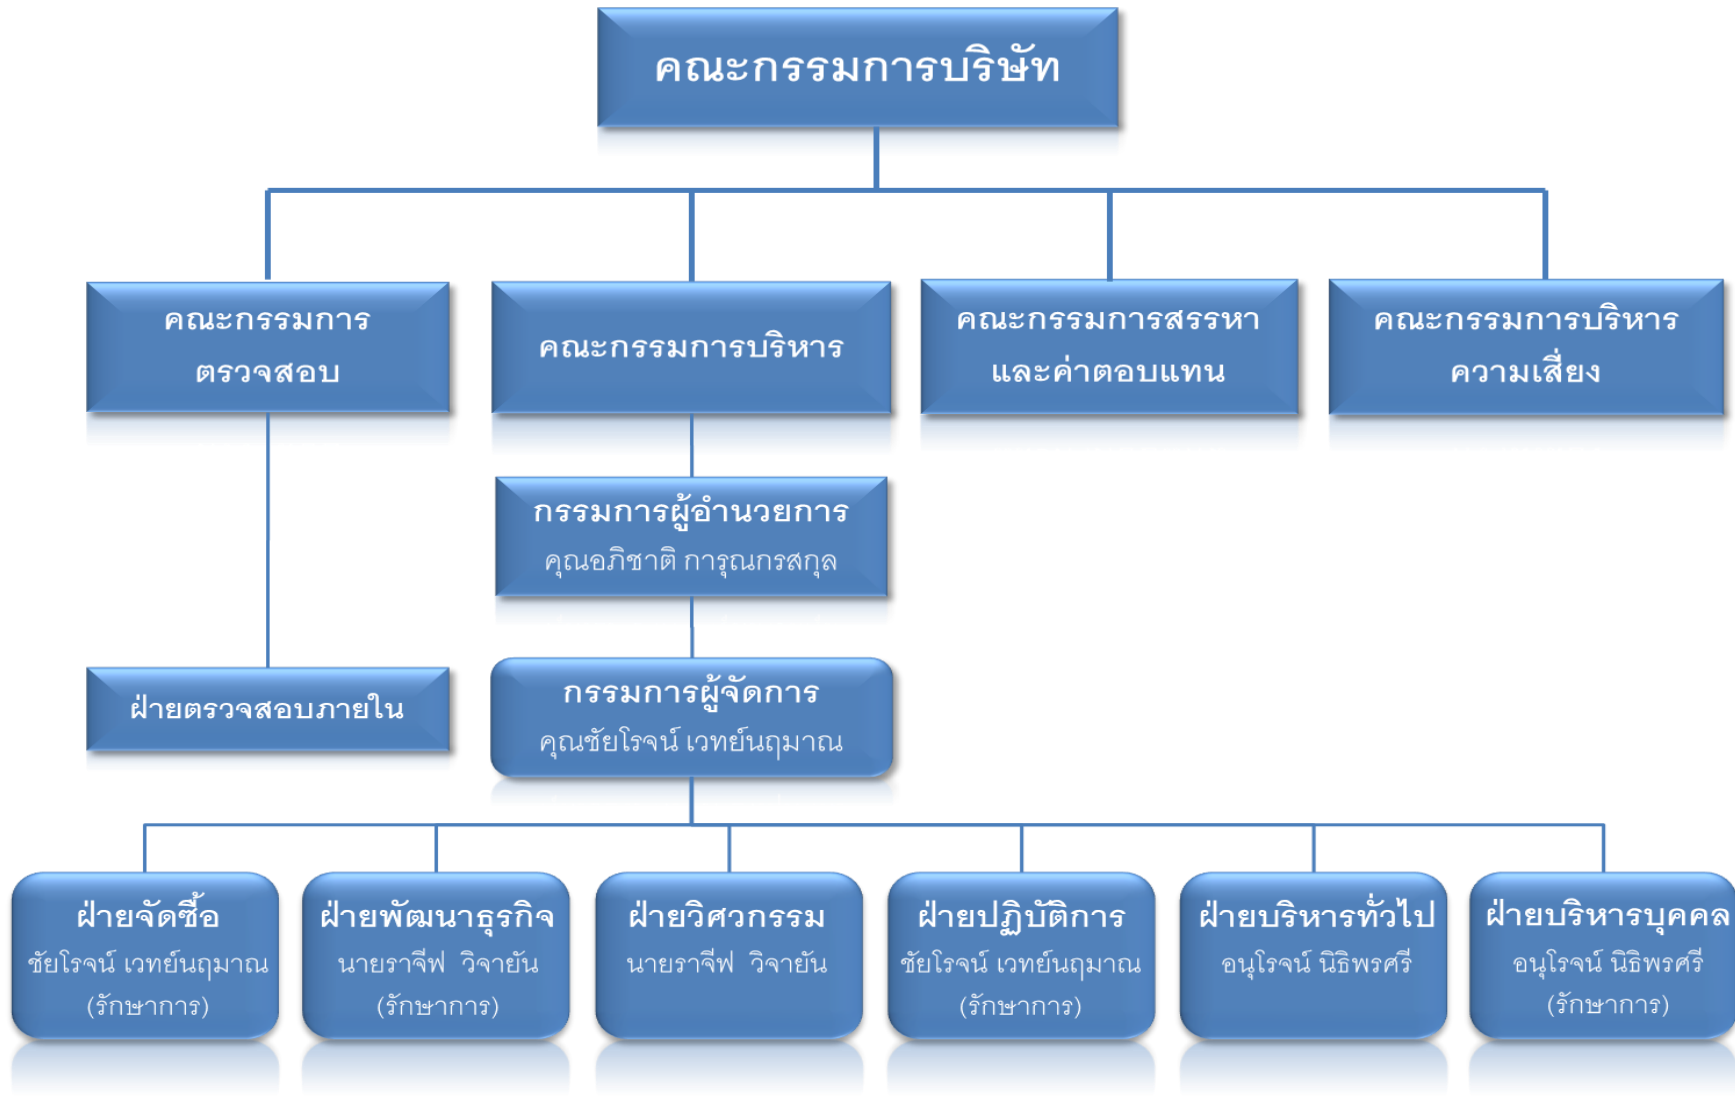 คณะกรรมการบริษัท
คณะกรรมการ
ตรวจสอบ
คณะกรรมการบริหาร
คณะกรรมการสรรหา
และค่าตอบแทน
คณะกรรมการบริหาร
ความเสี่ยง
กรรมการผู้อำนวยการ
คุณอภิชาติ การุณกรสกุล
ฝ่ายตรวจสอบภายใน
กรรมการผู้จัดการ
คุณชัยโรจน์ เวทย์นฤมาณ
ฝ่ายจัดซื้อ
ชัยโรจน์ เวทย์นฤมาณ
(รักษาการ)
ฝ่ายพัฒนาธุรกิจ
นายราจีฟ วิจายัน
(รักษาการ)
ฝ่ายวิศวกรรม
นายราจีฟ วิจายัน
ฝ่ายปฏิบัติการ
ชัยโรจน์ เวทย์นฤมาณ
(รักษาการ)
ฝ่ายบริหารทั่วไป
อนุโรจน์ นิธิพรศรี
ฝ่ายบริหารบุคคล
อนุโรจน์ นิธิพรศรี
(รักษาการ)